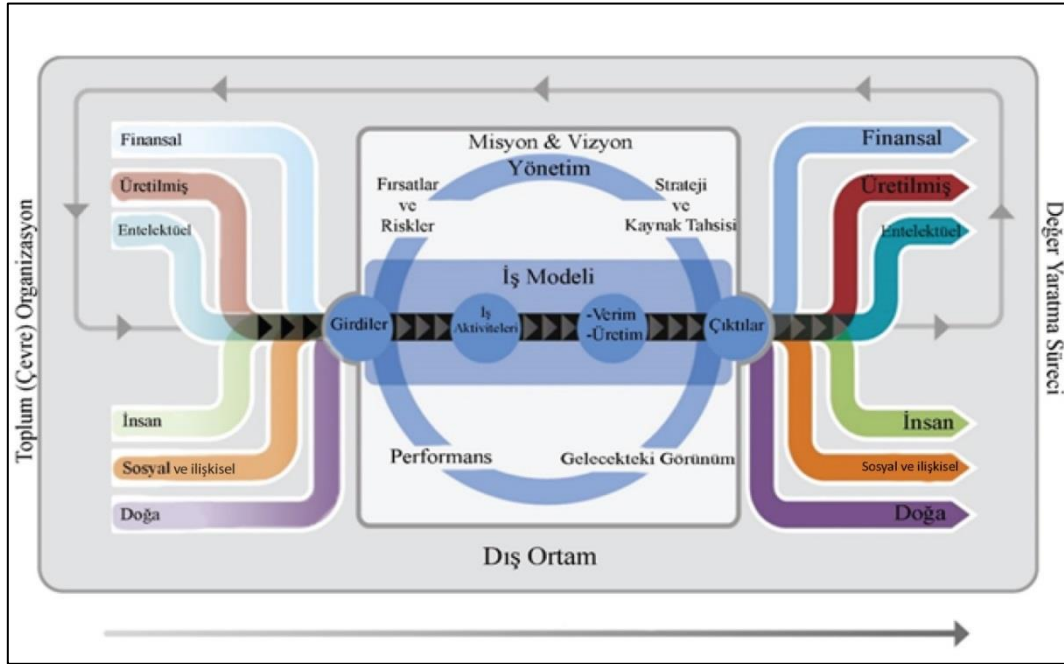 Toplum (Çevre) Organizasyon
Finansal
Üretilmiş
Entelektüel
İnsan
Sosyal ve ilişkisel
Doğa
Misyon & Vizyon
Yönetim
Fırsatlar
ve
Riskler
Strateji
ve
Kaynak Tahsisi
İş Modeli
Girdiler
İş
Aktiviteleri
-Verim
-Üretim
Çıktılar
Performans
Gelecekteki Görünüm
Dış Ortam
Finansal
Üretilmiş
Entelektüel
İnsan
Sosyal ve ilişkisel
Doğa
Değer Yaratma Süreci